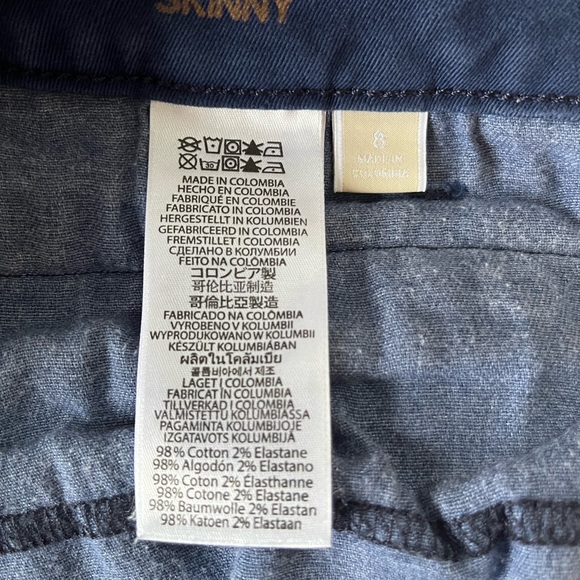 SKINNY
8
MADE IN
COLOMBIA
MADE IN COLOMBIA
HECHO EN COLOMBIA
FABRIQUÉ EN COLOMBIE
FABBRICATO IN COLOMBIA
HERGESTELLT IN KOLUMBIEN
GEFABRICEERD IN COLOMBIA
FREMSTILLET I COLOMBIA
СДЕЛАНО В КОЛУМБИИ
FEITO NA COLÔMBIA
コロンビア製
哥伦比亚制造
哥倫比亞製造
FABRICADO NA COLÔMBIA
VYROBENO V KOLUMBII
WYPRODUKOWANO W KOLUMBII
KÉSZÜLT KOLUMBIÁBAN
ผลิตในโคลัมเบีย
콜롬비아에서 제조
LAGET I COLOMBIA
FABRICAT ÎN COLUMBIA
TILLVERKAD I COLOMBIA
VALMISTETTU KOLUMBIASSA
PAGAMINTA KOLUMBIJOJE
IZGATAVOTS KOLUMBIJĀ
98% Cotton 2% Elastane
98% Algodón 2% Elastano
98% Coton 2% Élasthanne
98% Cotone 2% Elastane
98% Baumwolle 2% Elastan
98% Katoen 2% Elastaan